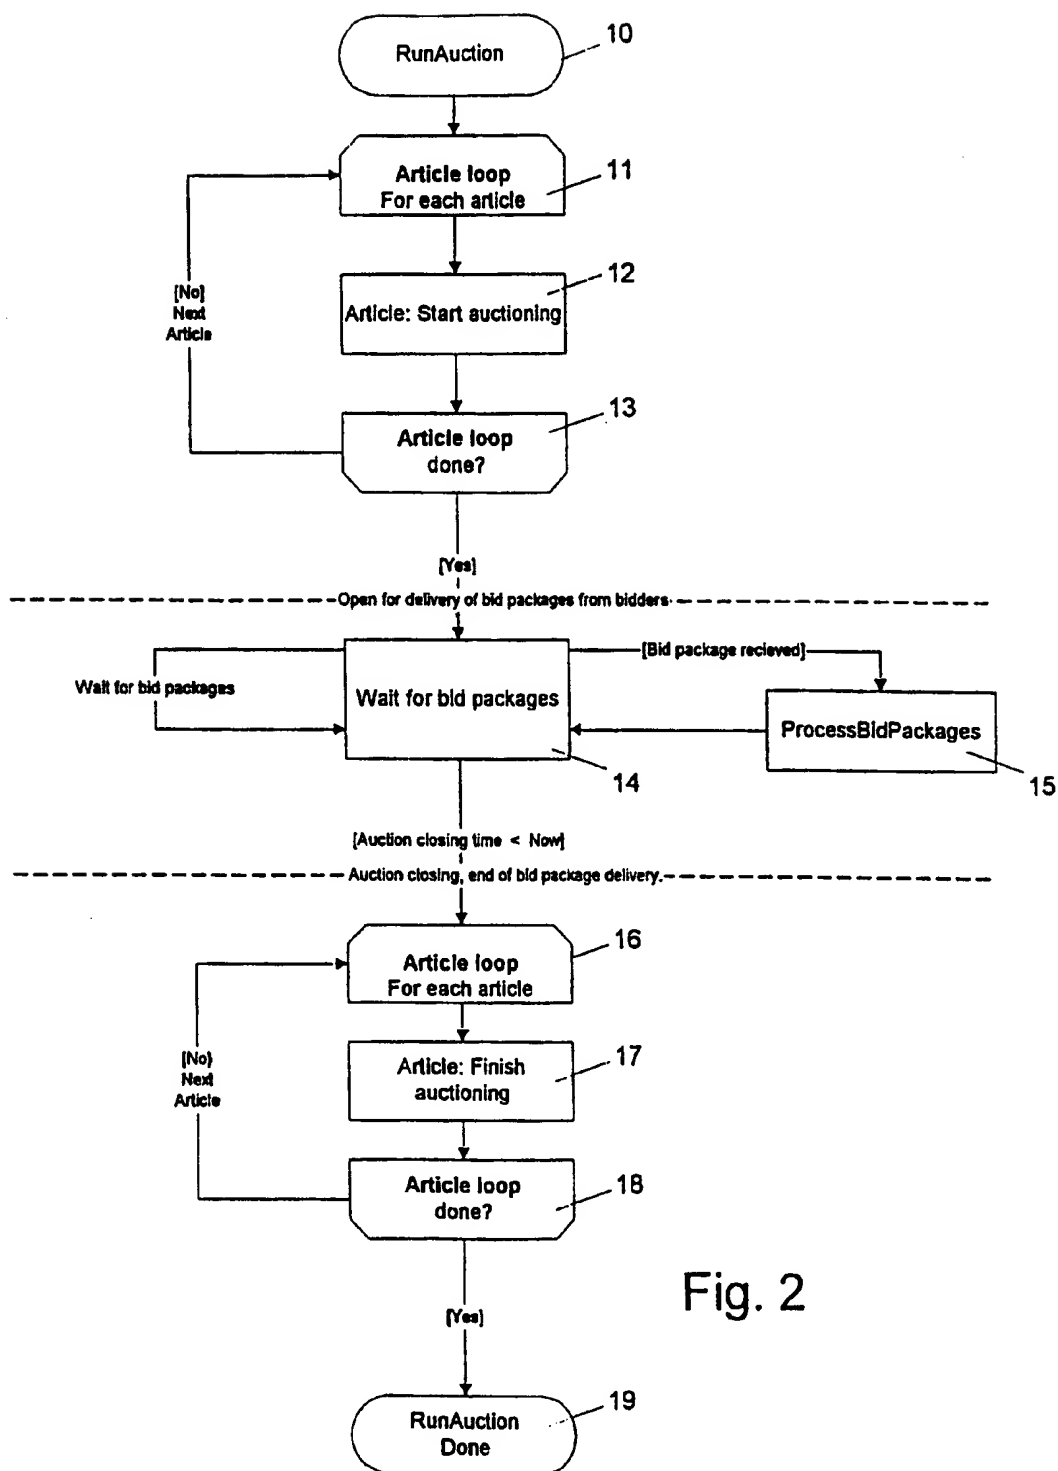 10
RunAuction
11
Article loop
For each article
12
Article: Start auctioning
[No]
Next
Article
13
Article loop
done?
[Yes]
Open for delivery of bid packages from bidders
[Bid package recieved]
Wait for bid packages
Wait for bid packages
ProcessBidPackages
14
15
[Auction closing time < Now]
Auction closing, end of bid package delivery.
16
Article loop
For each article
17
Article: Finish
auctioning
[No]
Next
Article
18
Article loop
done?
Fig. 2
[Yes]
19
RunAuction
Done